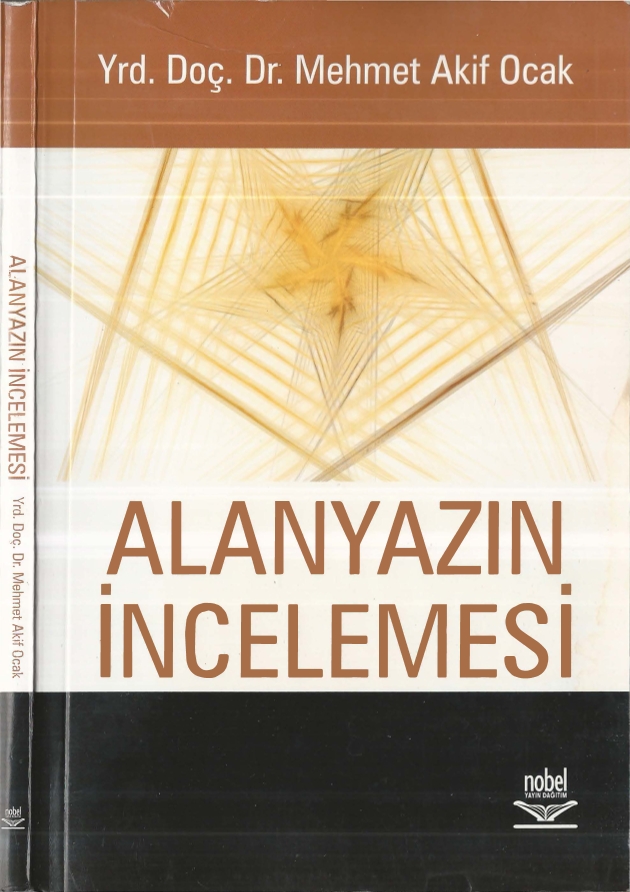 Yrd. Doç. Dr. Mehmet Akif Ocak
ALANYAZIN
İNCELEMESİ
nobel
YAYIN DAĞITIM
ALANYAZIN İNCELEMESİ Yrd. Doç. Dr. Mehmet Akif Ocak
nobel